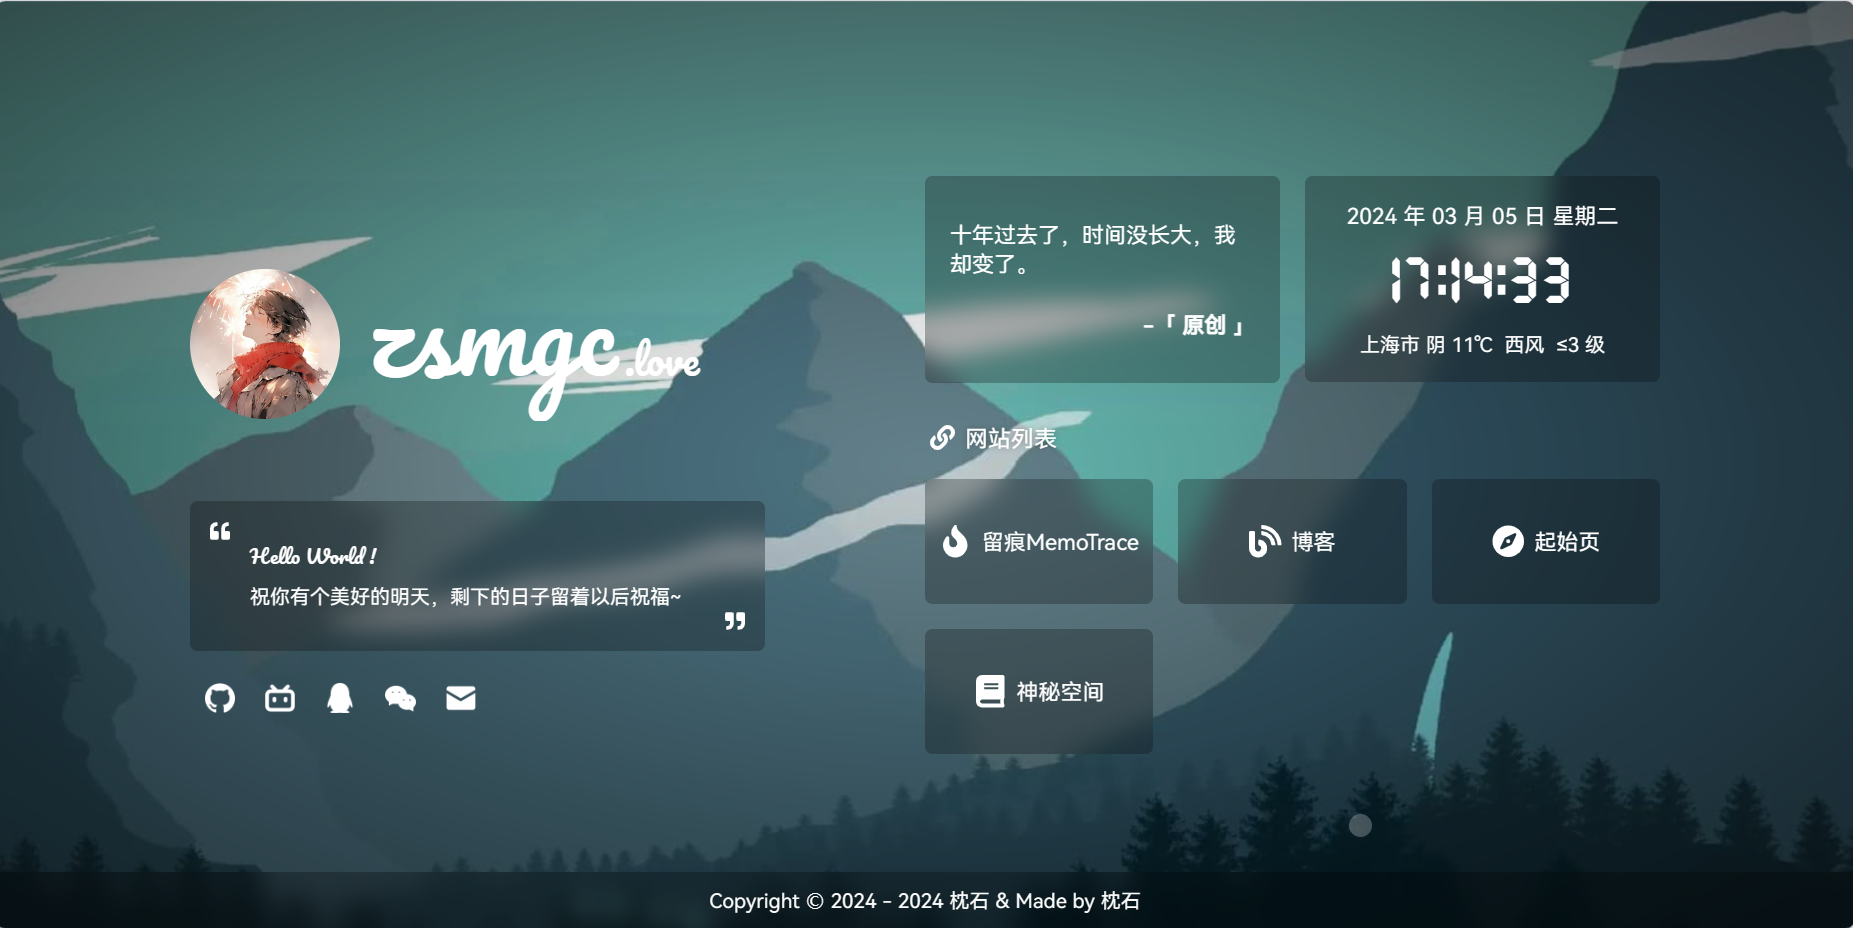 zsmgc.love
Hello World !
祝你有个美好的明天，剩下的日子留着以后祝福~
十年过去了，时间没长大，我
却变了。
-「 原创 」
2024 年 03 月 05 日 星期二
17:14:33
上海市 阴 11℃ 西风 ≤3 级
网站列表
留痕MemoTrace
博客
起始页
神秘空间
Copyright © 2024 - 2024 枕石 & Made by 枕石